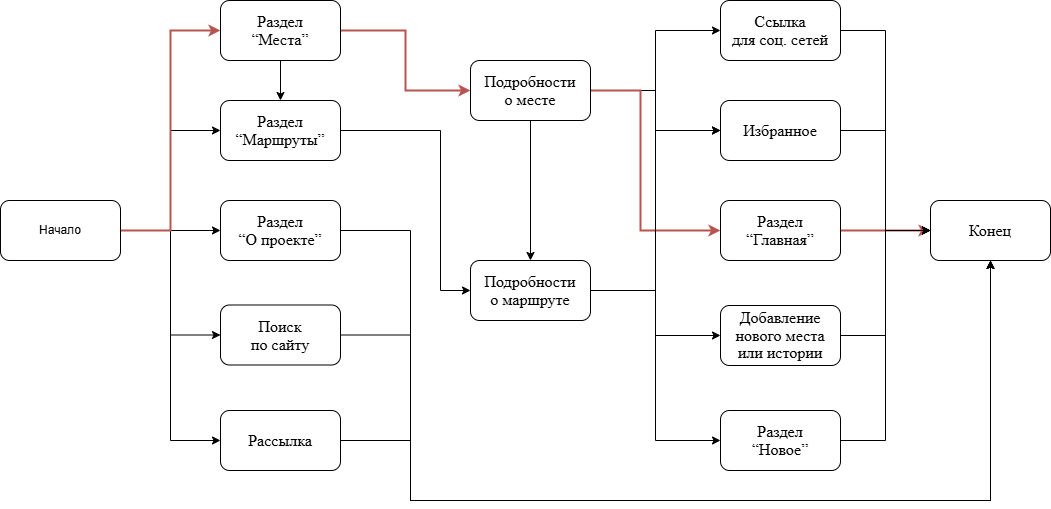 Начало
Раздел
“Места”
Раздел
“Маршруты”
Раздел
“О проекте”
Поиск
по сайту
Рассылка
Подробности
о месте
Подробности
о маршруте
Ссылка
для соц. сетей
Избранное
Раздел
“Главная”
Добавление
нового места
или истории
Раздел
“Новое”
Конец